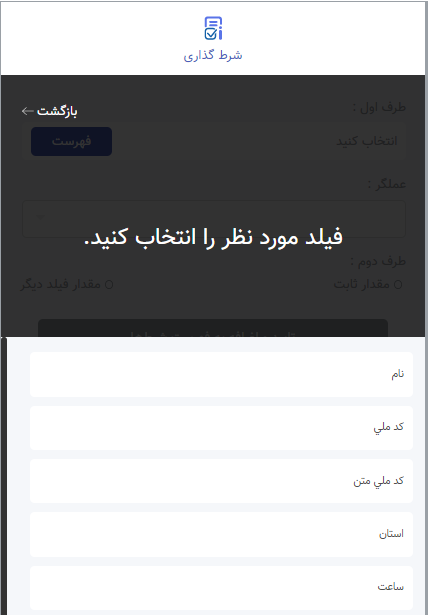 شرط گذاری
بازگشت
طرف اول :
انتخاب کنید
فهرست
عملگر :
فیلد مورد نظر را انتخاب کنید.
طرف دوم :
مقدار ثابت
مقدار فیلد دیگر
نام
کد ملي
کد ملي متن
استان
ساعت